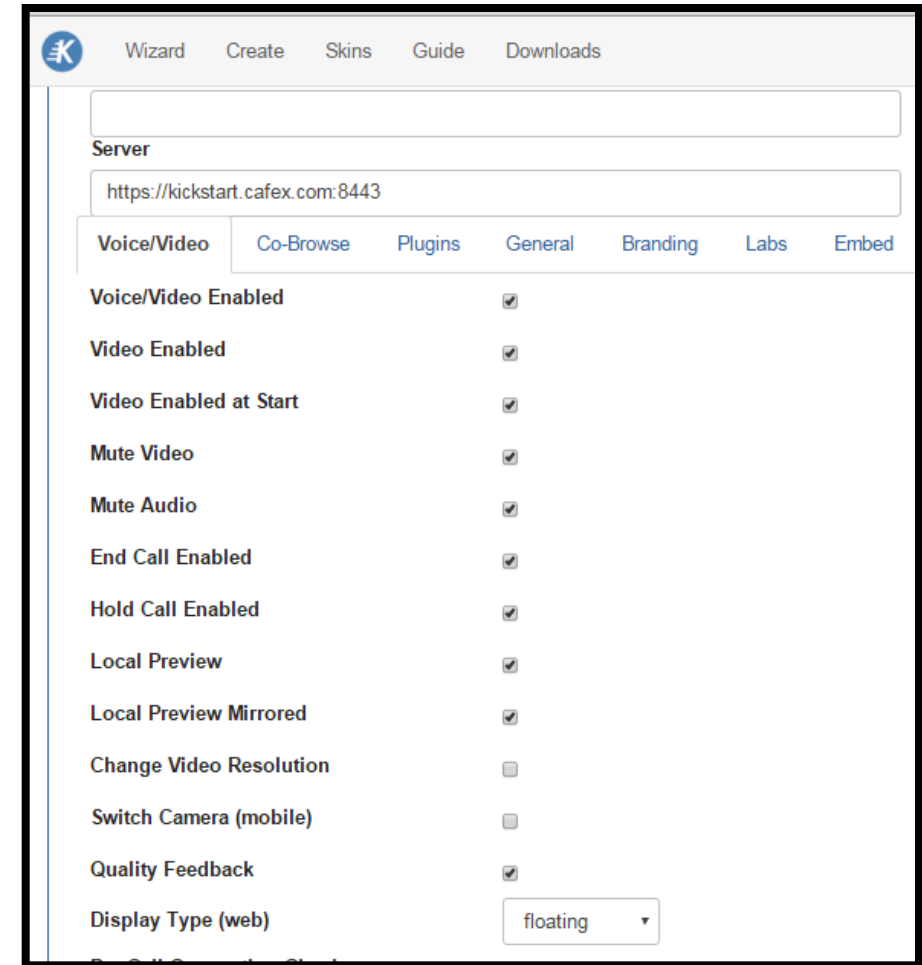 K Wizard Create Skins Guide Downloads
Server
https://kickstart.cafex.com:8443
Voice/Video Co-Browse Plugins General Branding Labs Embed
Voice/Video Enabled
Video Enabled
Video Enabled at Start
Mute Video
Mute Audio
End Call Enabled
Hold Call Enabled
Local Preview
Local Preview Mirrored
Change Video Resolution
Switch Camera (mobile)
Quality Feedback
Display Type (web) floating